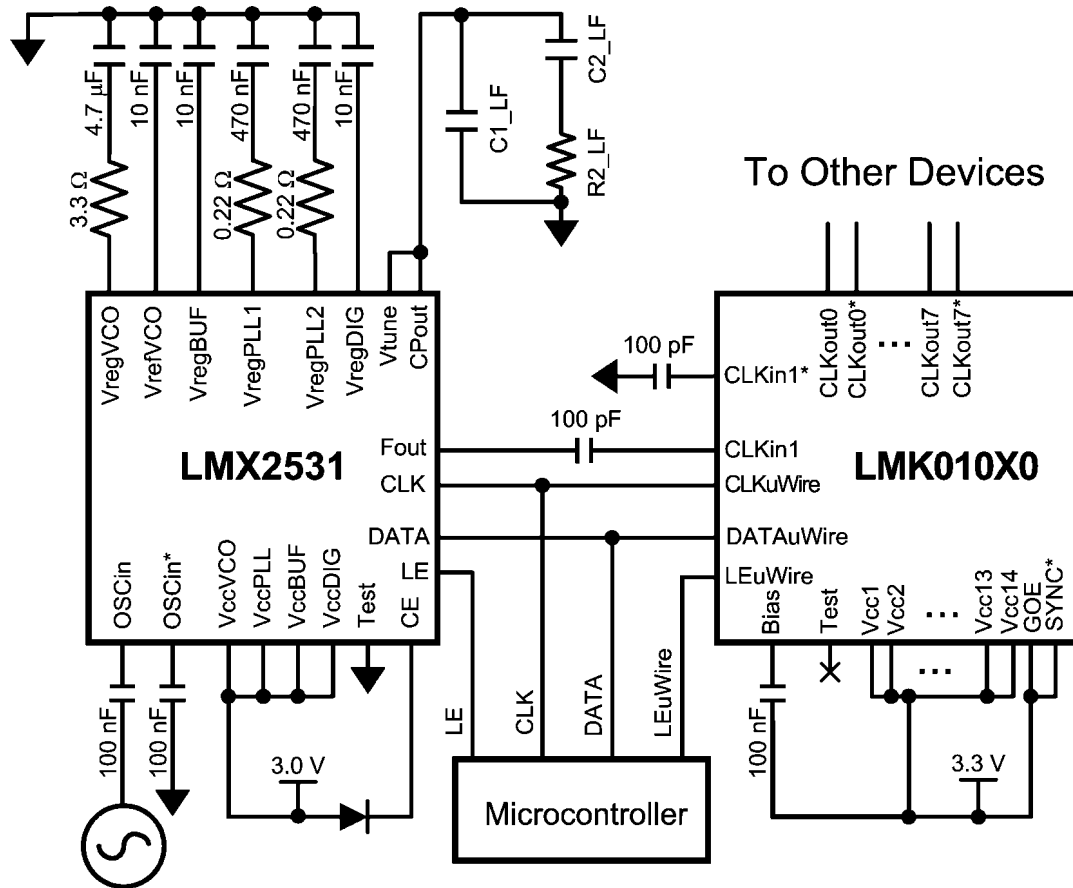 4.7 µF
10 nF
10 nF
470 nF
470 nF
10 nF
3.3 Ω
0.22 Ω
0.22 Ω
C1_LF
C2_LF
R2_LF
To Other Devices
VregVCO
VrefVCO
VregBUF
VregPLL1
VregPLL2
VregDIG
Vtune
CPout
CLKout0
CLKout0*
...
CLKout7
CLKout7*
100 pF
CLKin1*
100 pF
Fout
CLKin1
LMX2531
LMK010X0
CLK
CLKuWire
DATA
DATAuWire
LE
LEuWire
OSCin
OSCin*
VccVCO
VccPLL
VccBUF
VccDIG
Test
CE
Bias
Test
Vcc1
Vcc2
...
Vcc13
Vcc14
GOE
SYNC*
...
100 nF
100 nF
3.0 V
LE
CLK
DATA
LEuWire
100 nF
3.3 V
Microcontroller